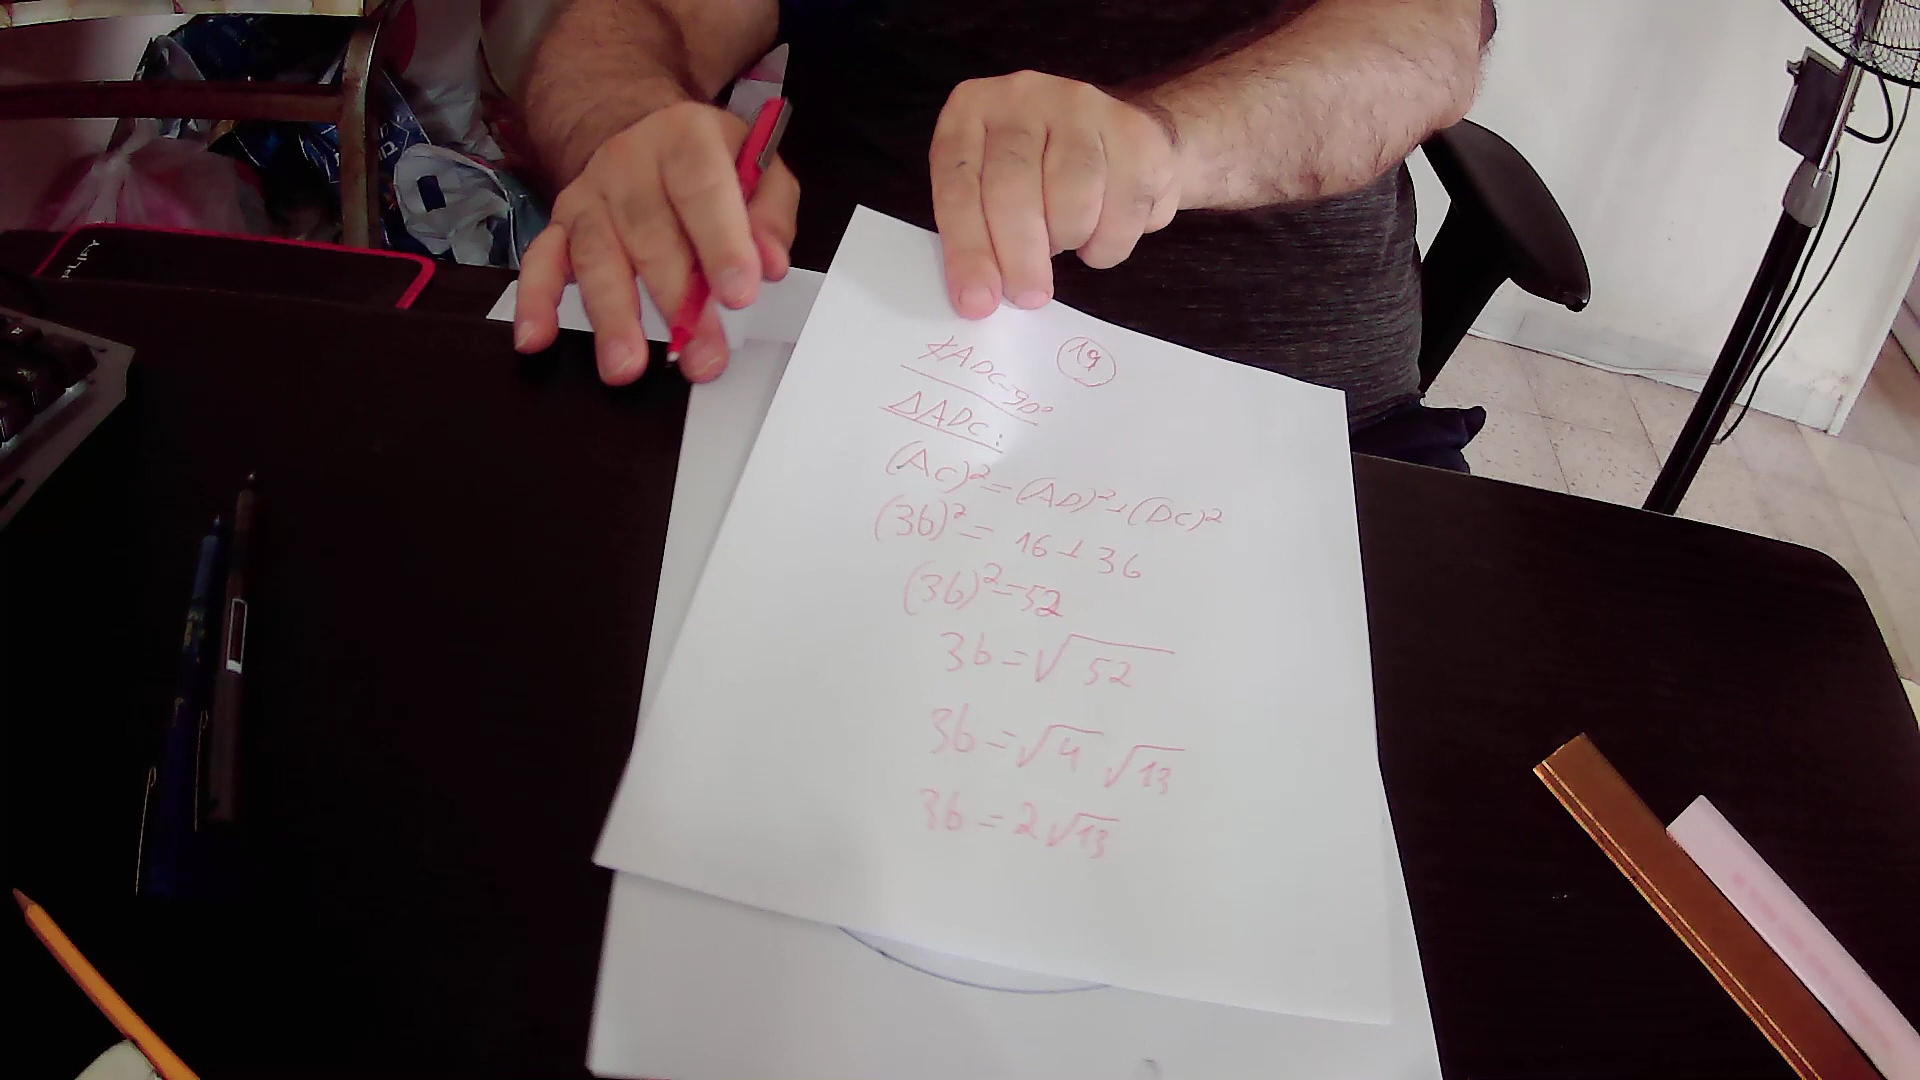 19
∡ADC=90°
ΔADC:
(AC)²=(AD)²+(DC)²
(3b)²= 16+36
(3b)²=52
3b=√52
3b=√4 √13
3b=2√13